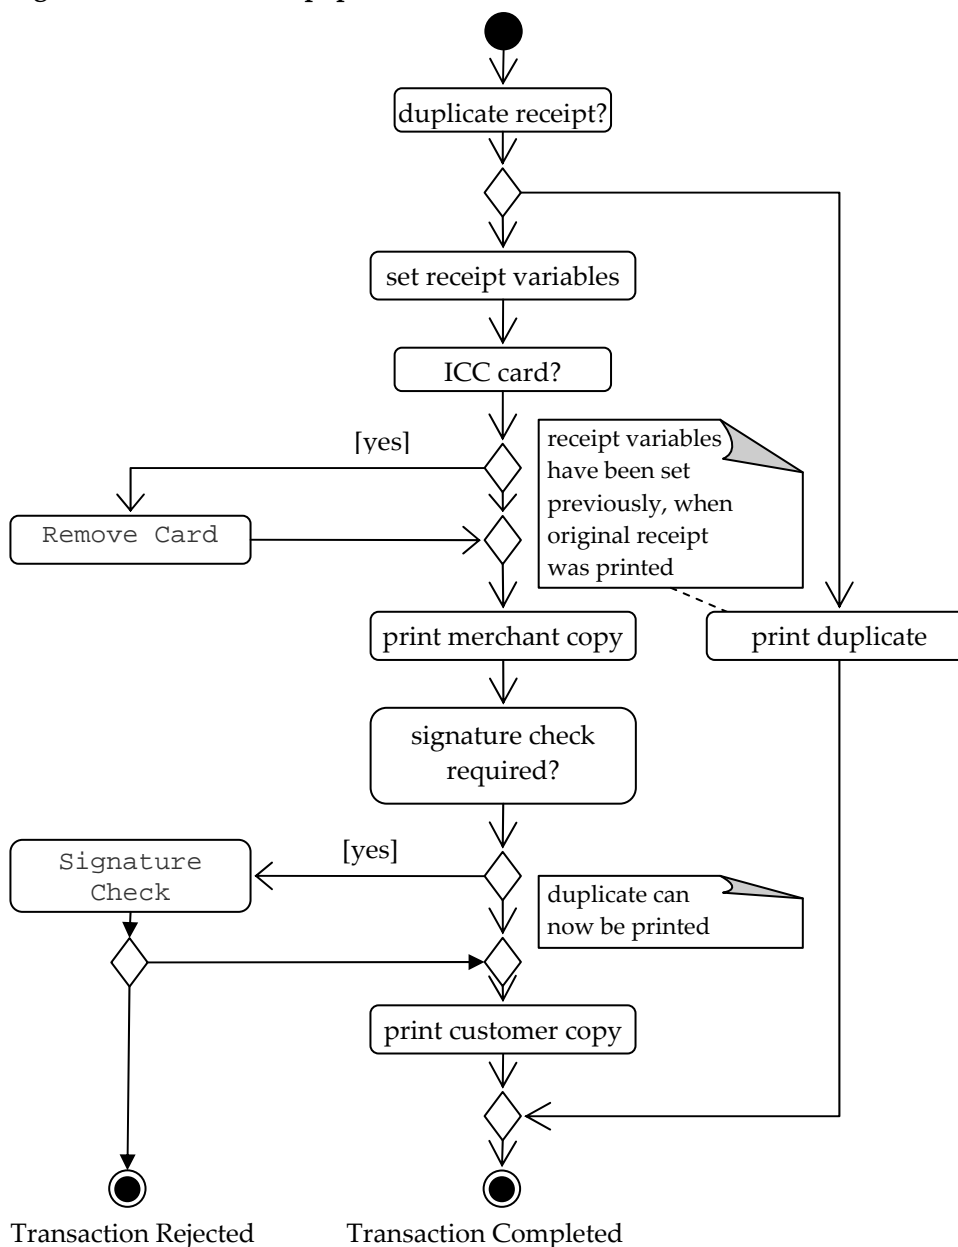 duplicate receipt?
set receipt variables
ICC card?
[yes]
receipt variables
have been set
previously, when
original receipt
was printed
Remove Card
print merchant copy
print duplicate
signature check
required?
[yes]
Signature
Check
duplicate can
now be printed
print customer copy
Transaction Rejected
Transaction Completed